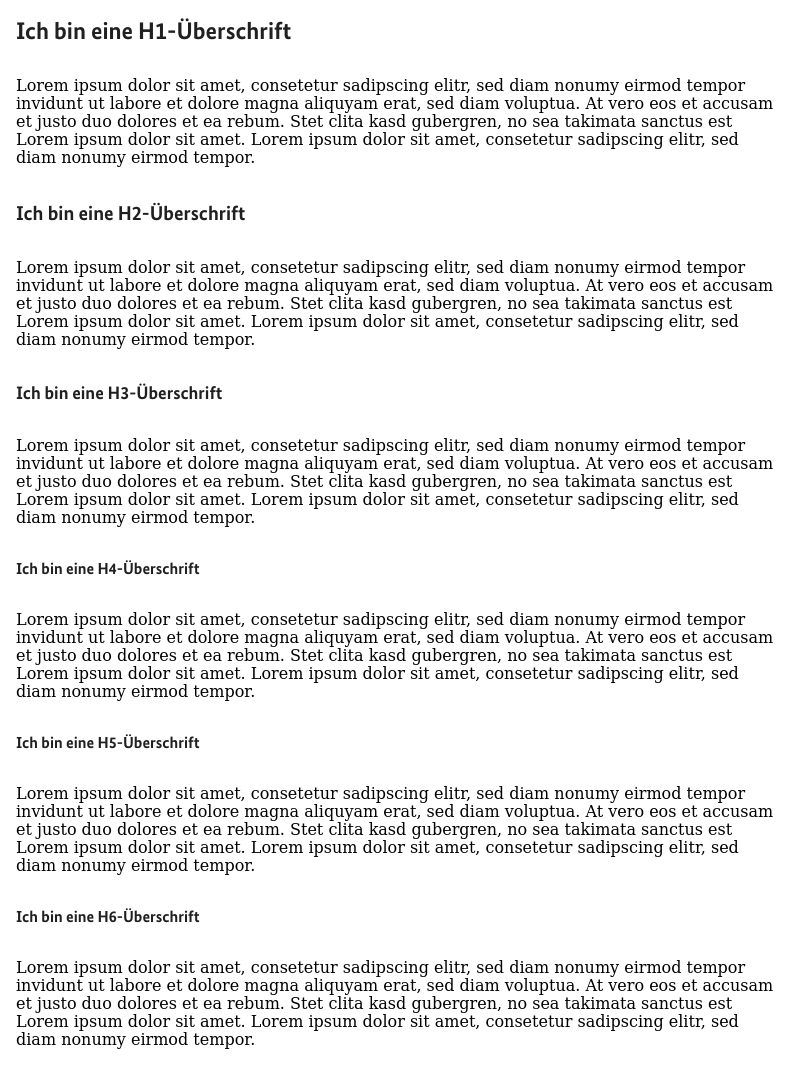 Ich bin eine H1-Überschrift
Lorem ipsum dolor sit amet, consetetur sadipscing elitr, sed diam nonumy eirmod tempor
invidunt ut labore et dolore magna aliquyam erat, sed diam voluptua. At vero eos et accusam
et justo duo dolores et ea rebum. Stet clita kasd gubergren, no sea takimata sanctus est
Lorem ipsum dolor sit amet. Lorem ipsum dolor sit amet, consetetur sadipscing elitr, sed
diam nonumy eirmod tempor.
Ich bin eine H2-Überschrift
Lorem ipsum dolor sit amet, consetetur sadipscing elitr, sed diam nonumy eirmod tempor
invidunt ut labore et dolore magna aliquyam erat, sed diam voluptua. At vero eos et accusam
et justo duo dolores et ea rebum. Stet clita kasd gubergren, no sea takimata sanctus est
Lorem ipsum dolor sit amet. Lorem ipsum dolor sit amet, consetetur sadipscing elitr, sed
diam nonumy eirmod tempor.
Ich bin eine H3-Überschrift
Lorem ipsum dolor sit amet, consetetur sadipscing elitr, sed diam nonumy eirmod tempor
invidunt ut labore et dolore magna aliquyam erat, sed diam voluptua. At vero eos et accusam
et justo duo dolores et ea rebum. Stet clita kasd gubergren, no sea takimata sanctus est
Lorem ipsum dolor sit amet. Lorem ipsum dolor sit amet, consetetur sadipscing elitr, sed
diam nonumy eirmod tempor.
Ich bin eine H4-Überschrift
Lorem ipsum dolor sit amet, consetetur sadipscing elitr, sed diam nonumy eirmod tempor
invidunt ut labore et dolore magna aliquyam erat, sed diam voluptua. At vero eos et accusam
et justo duo dolores et ea rebum. Stet clita kasd gubergren, no sea takimata sanctus est
Lorem ipsum dolor sit amet. Lorem ipsum dolor sit amet, consetetur sadipscing elitr, sed
diam nonumy eirmod tempor.
Ich bin eine H5-Überschrift
Lorem ipsum dolor sit amet, consetetur sadipscing elitr, sed diam nonumy eirmod tempor
invidunt ut labore et dolore magna aliquyam erat, sed diam voluptua. At vero eos et accusam
et justo duo dolores et ea rebum. Stet clita kasd gubergren, no sea takimata sanctus est
Lorem ipsum dolor sit amet. Lorem ipsum dolor sit amet, consetetur sadipscing elitr, sed
diam nonumy eirmod tempor.
Ich bin eine H6-Überschrift
Lorem ipsum dolor sit amet, consetetur sadipscing elitr, sed diam nonumy eirmod tempor
invidunt ut labore et dolore magna aliquyam erat, sed diam voluptua. At vero eos et accusam
et justo duo dolores et ea rebum. Stet clita kasd gubergren, no sea takimata sanctus est
Lorem ipsum dolor sit amet. Lorem ipsum dolor sit amet, consetetur sadipscing elitr, sed
diam nonumy eirmod tempor.